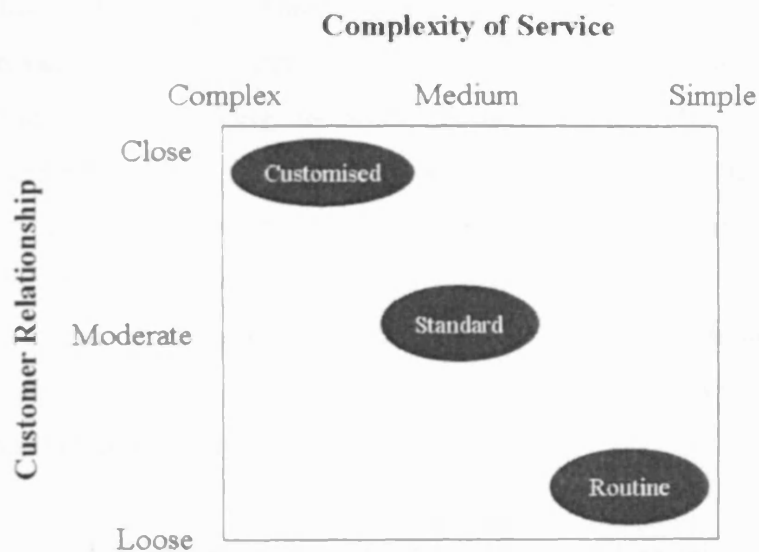 Complexity of Service
Complex Medium Simple
Close
Customised
Customer Relationship
Moderate
Standard
Routine
Loose